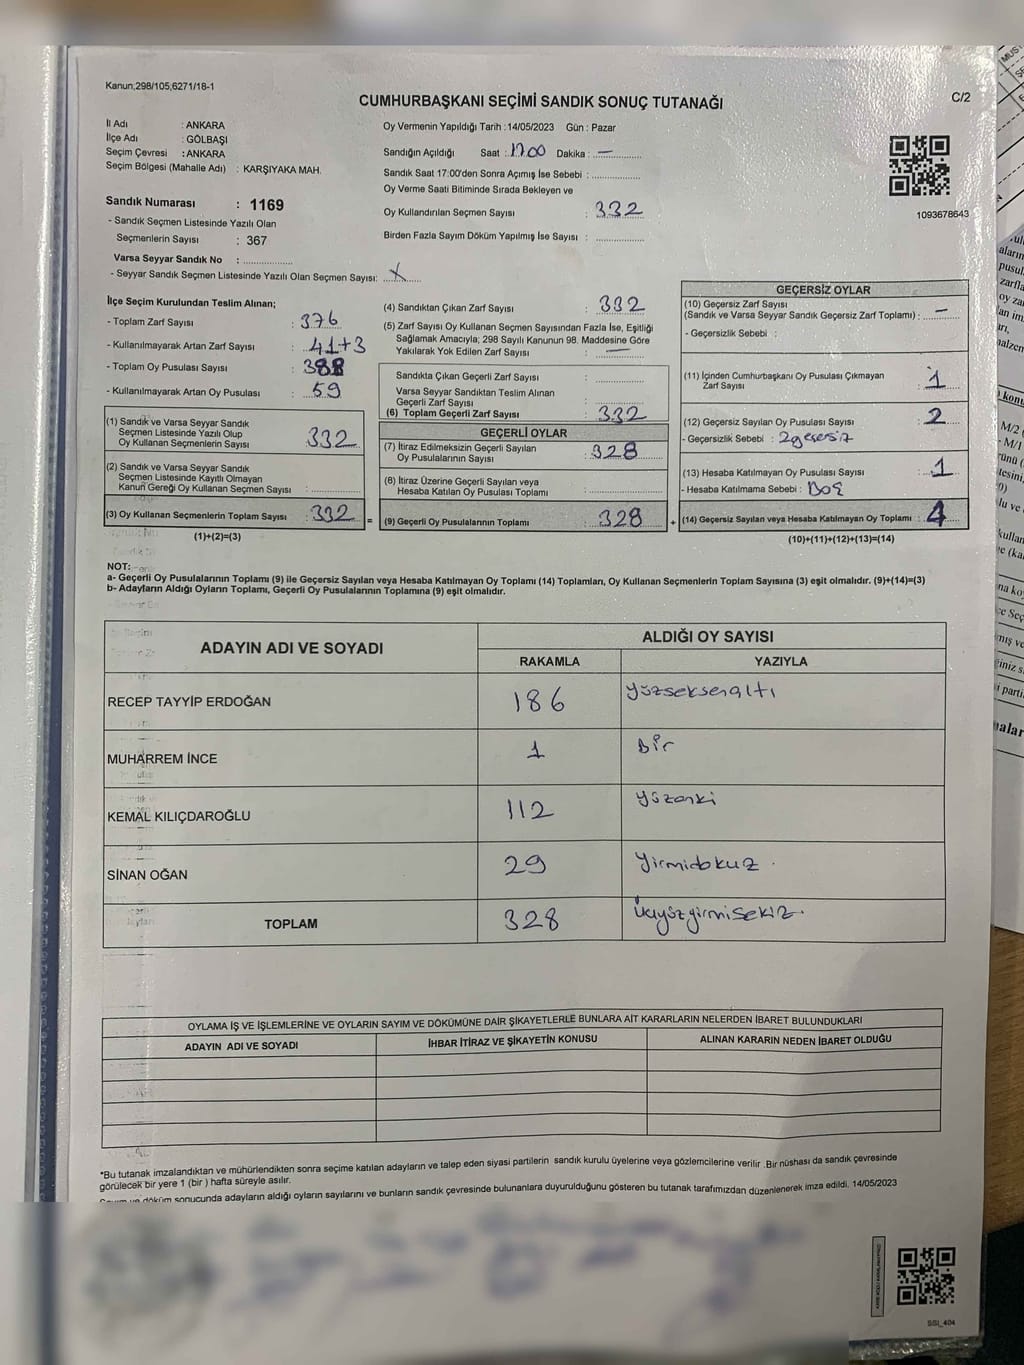 Kanun;298/105;6271/18-1
CUMHURBAŞKANI SEÇİMİ SANDIK SONUÇ TUTANAĞI
C/2
İl Adı : ANKARA
İlçe Adı : GÖLBAŞI
Seçim Çevresi : ANKARA
Seçim Bölgesi (Mahalle Adı) : KARŞIYAKA MAH.
Sandık Numarası : 1169
- Sandık Seçmen Listesinde Yazılı Olan
Seçmenlerin Sayısı : 367
Varsa Seyyar Sandık No : ................
- Seyyar Sandık Seçmen Listesinde Yazılı Olan Seçmen Sayısı: X
Oy Vermenin Yapıldığı Tarih : 14/05/2023 Gün : Pazar
Sandığın Açıldığı Saat : 17.00 Dakika : —
Sandık Saat 17:00'den Sonra Açımış İse Sebebi : ................
Oy Verme Saati Bitiminde Sırada Bekleyen ve
Oy Kullandırılan Seçmen Sayısı : 332
Birden Fazla Sayım Döküm Yapılmış İse Sayısı : ................
1093678643
İlçe Seçim Kurulundan Teslim Alınan;
- Toplam Zarf Sayısı : 376
- Kullanılmayarak Artan Zarf Sayısı : 41+3
- Toplam Oy Pusulası Sayısı : 388
- Kullanılmayarak Artan Oy Pusulası : 59
(1) Sandık ve Varsa Seyyar Sandık
Seçmen Listesinde Yazılı Olup
Oy Kullanan Seçmenlerin Sayısı : 332
(2) Sandık ve Varsa Seyyar Sandık
Seçmen Listesinde Kayıtlı Olmayan
Kanun Gereği Oy Kullanan Seçmen Sayısı : ................
(3) Oy Kullanan Seçmenlerin Toplam Sayısı : 332
(1)+(2)=(3)
(4) Sandıktan Çıkan Zarf Sayısı : 332
(5) Zarf Sayısı Oy Kullanan Seçmen Sayısından Fazla İse, Eşitliği
Sağlamak Amacıyla; 298 Sayılı Kanunun 98. Maddesine Göre
Yakılarak Yok Edilen Zarf Sayısı : —
Sandıkta Çıkan Geçerli Zarf Sayısı : ................
Varsa Seyyar Sandıktan Teslim Alınan
Geçerli Zarf Sayısı : ................
(6) Toplam Geçerli Zarf Sayısı : 332
GEÇERLİ OYLAR
(7) İtiraz Edilmeksizin Geçerli Sayılan
Oy Pusulalarının Sayısı : 328
(8) İtiraz Üzerine Geçerli Sayılan veya
Hesaba Katılan Oy Pusulası Toplamı : ................
= (9) Geçerli Oy Pusulalarının Toplamı : 328 +
GEÇERSİZ OYLAR
(10) Geçersiz Zarf Sayısı
(Sandık ve Varsa Seyyar Sandık Geçersiz Zarf Toplamı) : —
- Geçersizlik Sebebi :
(11) İçinden Cumhurbaşkanı Oy Pusulası Çıkmayan
Zarf Sayısı : 1
(12) Geçersiz Sayılan Oy Pusulası Sayısı : 2
- Geçersizlik Sebebi : 2geçersiz
(13) Hesaba Katılmayan Oy Pusulası Sayısı : 1
- Hesaba Katılmama Sebebi : Boş
(14) Geçersiz Sayılan veya Hesaba Katılmayan Oy Toplamı : 4
(10)+(11)+(12)+(13)=(14)
NOT:
a- Geçerli Oy Pusulalarının Toplamı (9) ile Geçersiz Sayılan veya Hesaba Katılmayan Oy Toplamı (14) Toplamları, Oy Kullanan Seçmenlerin Toplam Sayısına (3) eşit olmalıdır. (9)+(14)=(3)
b- Adayların Aldığı Oyların Toplamı, Geçerli Oy Pusulalarının Toplamına (9) eşit olmalıdır.
ADAYIN ADI VE SOYADI ALDIĞI OY SAYISI
RAKAMLA YAZIYLA
RECEP TAYYİP ERDOĞAN 186 yüzseksenaltı
MUHARREM İNCE 1 Bir
KEMAL KILIÇDAROĞLU 112 yüzoniki
SİNAN OĞAN 29 yirmidokuz
TOPLAM 328 üçyüzyirmisekiz
OYLAMA İŞ VE İŞLEMLERİNE VE OYLARIN SAYIM VE DÖKÜMÜNE DAİR ŞİKAYETLERLE BUNLARA AİT KARARLARIN NELERDEN İBARET BULUNDUKLARI
ADAYIN ADI VE SOYADI İHBAR İTİRAZ VE ŞİKAYETİN KONUSU ALINAN KARARIN NEDEN İBARET OLDUĞU
*Bu tutanak imzalandıktan ve mühürlendikten sonra seçime katılan adayların ve talep eden siyasi partilerin sandık kurulu üyelerine veya gözlemcilerine verilir .Bir nüshası da sandık çevresinde
görülecek bir yere 1 (bir ) hafta süreyle asılır.
Sayım ve döküm sonucunda adayların aldığı oyların sayılarını ve bunların sandık çevresinde bulunanlara duyurulduğunu gösteren bu tutanak tarafımızdan düzenlenerek imza edildi. 14/05/2023
SSI_404